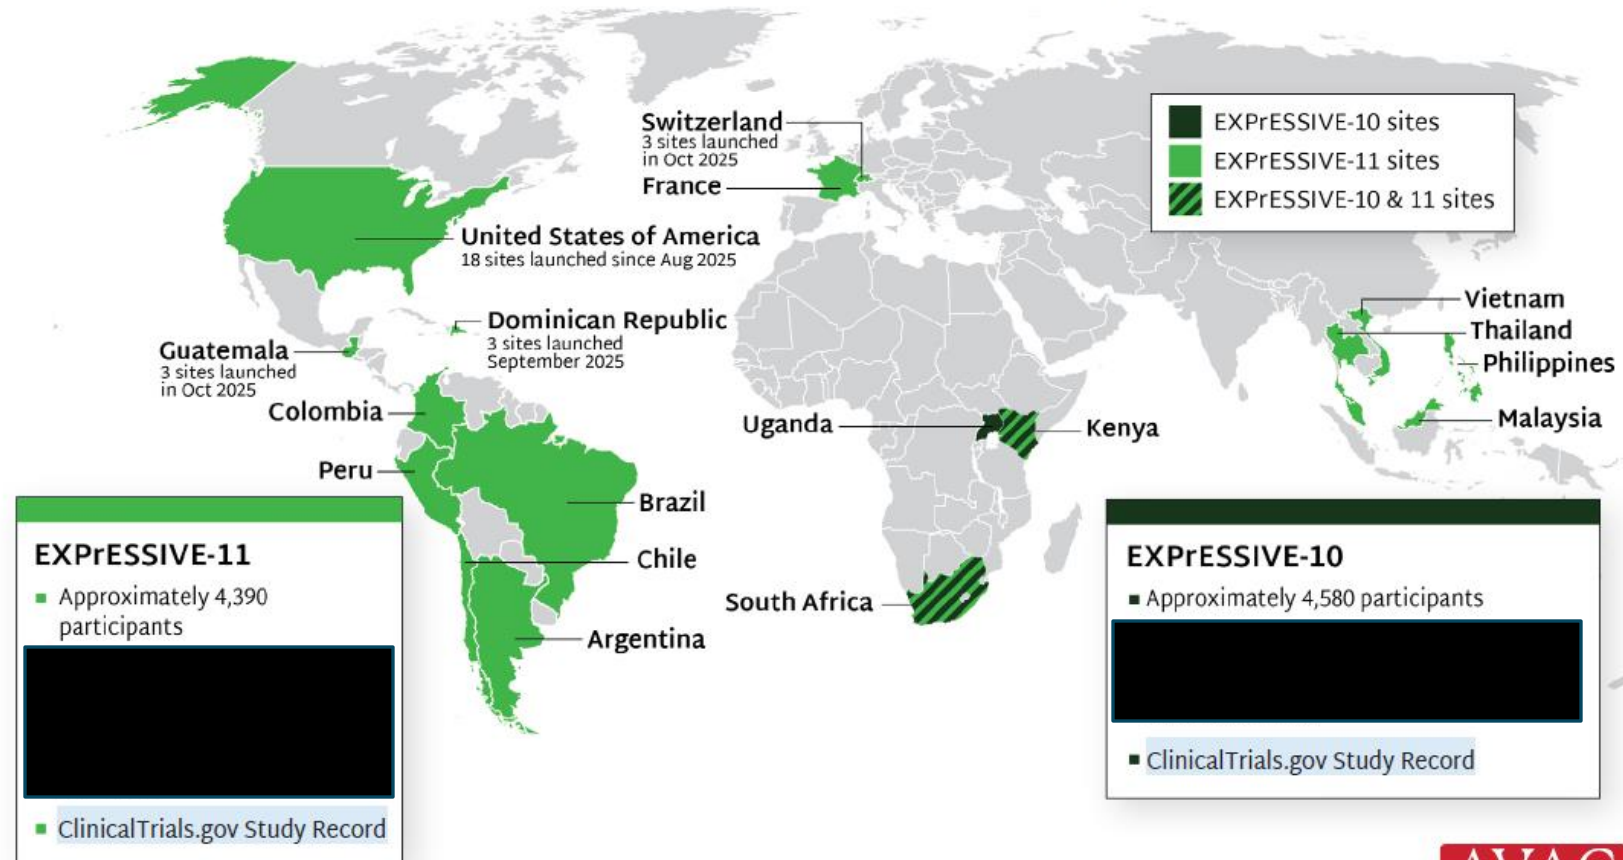 Switzerland
3 sites launched
in Oct 2025
France
EXPrESSIVE-10 sites
EXPrESSIVE-11 sites
EXPrESSIVE-10 & 11 sites
United States of America
18 sites launched since Aug 2025
Dominican Republic
3 sites launched
September 2025
Guatemala
3 sites launched
in Oct 2025
Colombia
Peru
Brazil
Chile
Argentina
Uganda
Kenya
South Africa
Vietnam
Thailand
Philippines
Malaysia
EXPrESSIVE-11
Approximately 4,390
participants
ClinicalTrials.gov Study Record
EXPrESSIVE-10
Approximately 4,580 participants
ClinicalTrials.gov Study Record